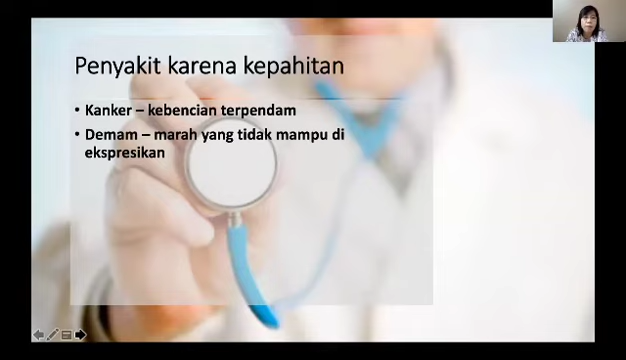 Penyakit karena kepahitan
• Kanker – kebencian terpendam
• Demam – marah yang tidak mampu di
ekspresikan